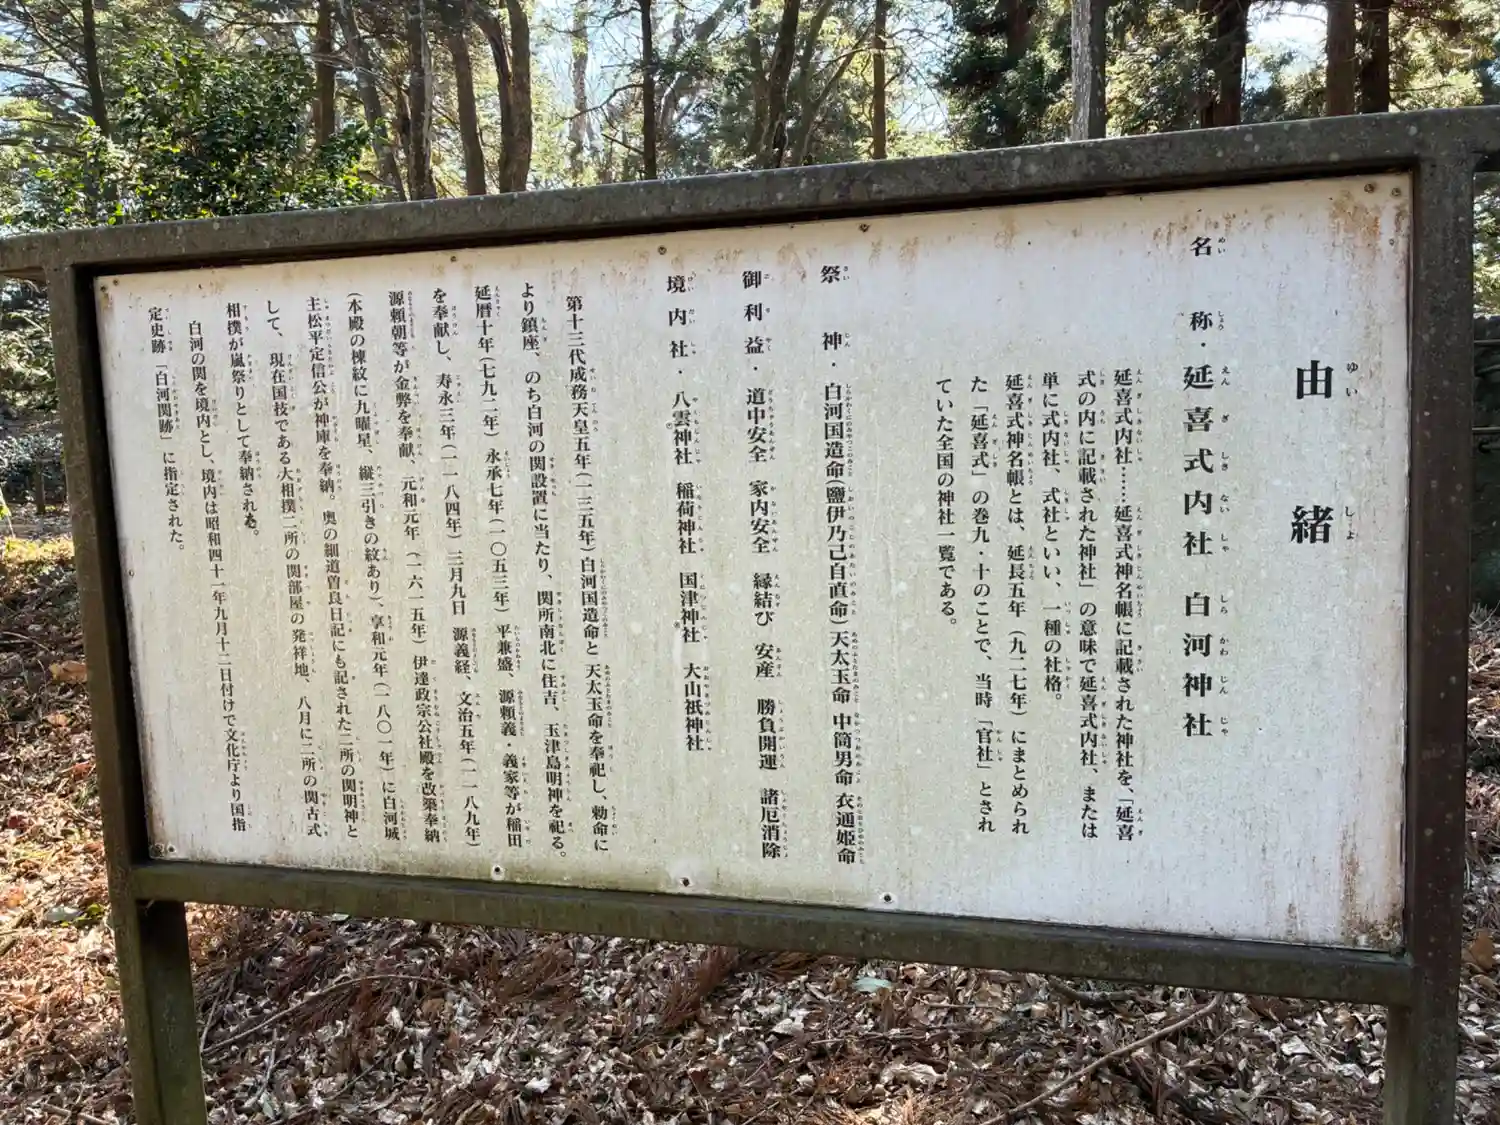 由緒
名称・延喜式内社 白河神社
延喜式内社……延喜式神名帳に記載された神社を、「延喜
式の内に記載された神社」の意味で延喜式内社、または
単に式内社、式社といい、一種の社格。
延喜式神名帳とは、延長五年（九二七年）にまとめられ
た「延喜式」の巻九・十のことで、当時「官社」とされ
ていた全国の神社一覧である。
祭神・白河国造命(鹽伊乃己自直命) 天太玉命 中筒男命 衣通姫命
御利益・道中安全 家内安全 縁結び 安産 勝負開運 諸厄消除
境内社・八雲神社 稲荷神社 国津神社 大山祇神社
第十三代成務天皇五年(一三五年)白河国造命と 天太玉命を奉祀し、勅命に
より鎮座、のち白河の関設置に当たり、関所南北に住吉、玉津島明神を祀る。
延暦十年(七九二年) 永承七年(一〇五三年) 平兼盛、源頼義・義家等が稲田
を奉献し、寿永三年(一一八四年) 三月九日 源義経、文治五年(一一八九年)
源頼朝等が金弊を奉献、元和元年（一六一五年）伊達政宗公社殿を改築奉納
(本殿の棟紋に九曜星、縦三引きの紋あり)、享和元年(一八〇一年）に白河城
主松平定信公が神庫を奉納。奥の細道曽良日記にも記された二所の関明神と
して、現在国技である大相撲二所の関部屋の発祥地、八月に二所の関古式
相撲が嵐祭りとして奉納される。
白河の関を境内とし、境内は昭和四十一年九月十二日付けで文化庁より国指
定史跡「白河関跡」に指定された。